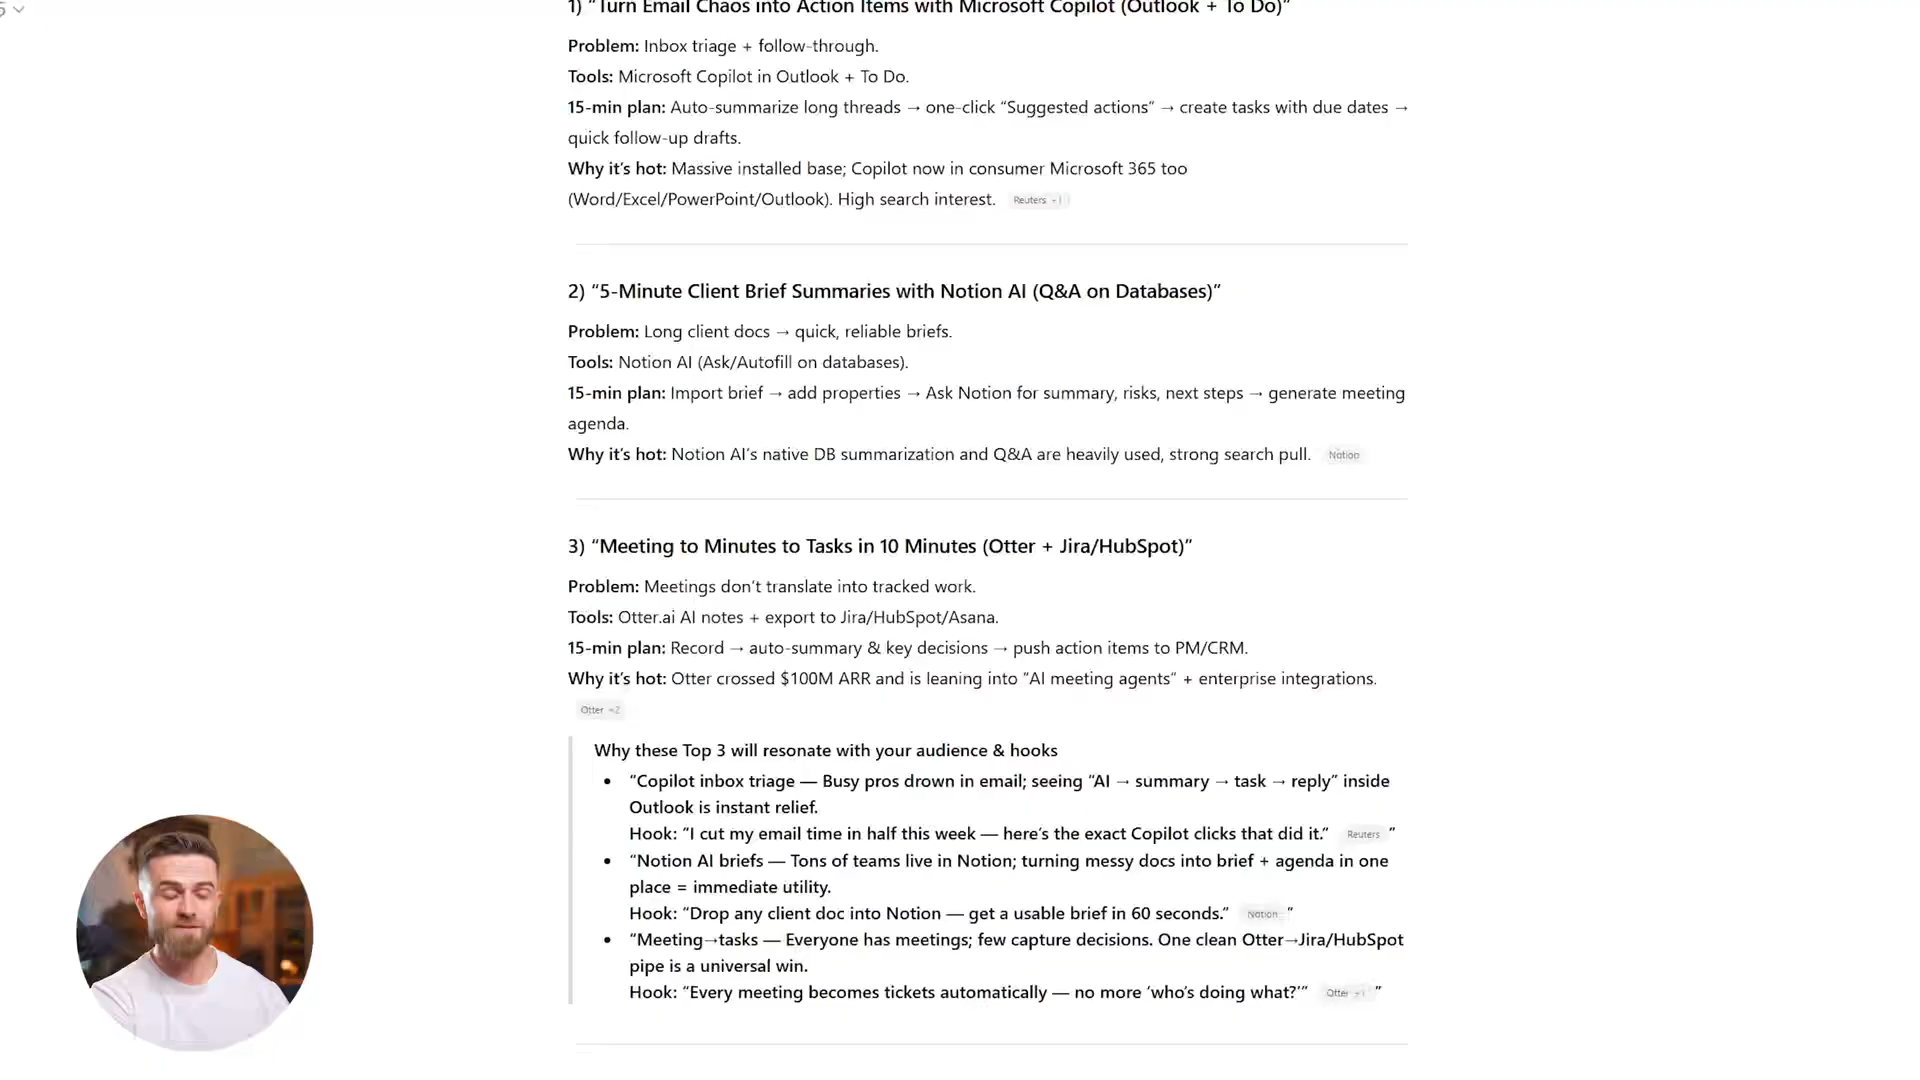 5
1) “Turn Email Chaos into Action Items with Microsoft Copilot (Outlook + To Do)”
Problem: Inbox triage + follow-through.
Tools: Microsoft Copilot in Outlook + To Do.
15-min plan: Auto-summarize long threads → one-click “Suggested actions” → create tasks with due dates →
quick follow-up drafts.
Why it’s hot: Massive installed base; Copilot now in consumer Microsoft 365 too
(Word/Excel/PowerPoint/Outlook). High search interest. Reuters +1
2) “5-Minute Client Brief Summaries with Notion AI (Q&A on Databases)”
Problem: Long client docs → quick, reliable briefs.
Tools: Notion AI (Ask/Autofill on databases).
15-min plan: Import brief → add properties → Ask Notion for summary, risks, next steps → generate meeting
agenda.
Why it’s hot: Notion AI’s native DB summarization and Q&A are heavily used, strong search pull. Notion
3) “Meeting to Minutes to Tasks in 10 Minutes (Otter + Jira/HubSpot)”
Problem: Meetings don’t translate into tracked work.
Tools: Otter.ai AI notes + export to Jira/HubSpot/Asana.
15-min plan: Record → auto-summary & key decisions → push action items to PM/CRM.
Why it’s hot: Otter crossed $100M ARR and is leaning into “AI meeting agents” + enterprise integrations.
Otter +2
Why these Top 3 will resonate with your audience & hooks
• “Copilot inbox triage — Busy pros drown in email; seeing “AI → summary → task → reply” inside
Outlook is instant relief.
Hook: “I cut my email time in half this week — here’s the exact Copilot clicks that did it.” Reuters ”
• “Notion AI briefs — Tons of teams live in Notion; turning messy docs into brief + agenda in one
place = immediate utility.
Hook: “Drop any client doc into Notion — get a usable brief in 60 seconds.” Notion ”
• “Meeting→tasks — Everyone has meetings; few capture decisions. One clean Otter→Jira/HubSpot
pipe is a universal win.
Hook: “Every meeting becomes tickets automatically — no more ‘who’s doing what?’” Otter +1 ”